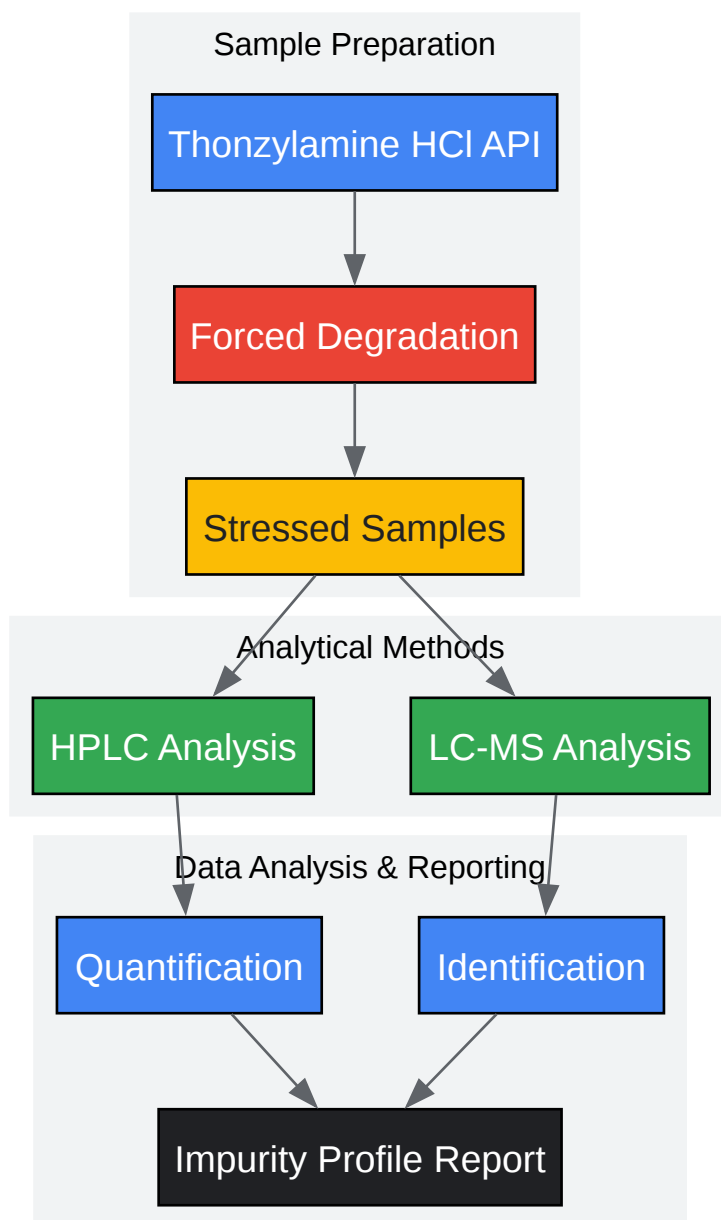 Sample Preparation
Thonzylamine HCl API
Forced Degradation
Stressed Samples
Analytical Methods
HPLC Analysis
LC-MS Analysis
Data Analysis & Reporting
Quantification
Identification
Impurity Profile Report